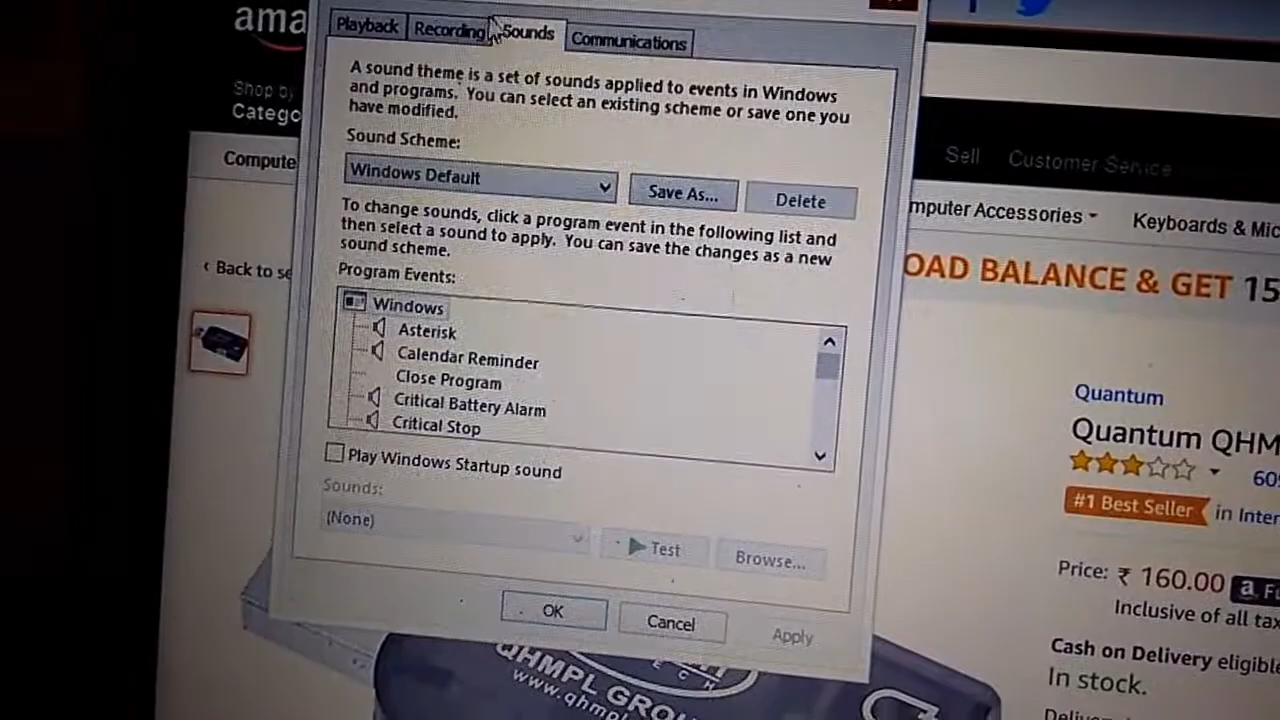 ama
Shop by
Catego
Compute
Back to se
Playback
Recording
Sounds
Communications
A sound theme is a set of sounds applied to events in Windows
and programs. You can select an existing scheme or save one you
have modified.
Sound Scheme:
Windows Default
Save As...
Delete
To change sounds, click a program event in the following list and
then select a sound to apply. You can save the changes as a new
sound scheme.
Program Events:
Windows
Asterisk
Calendar Reminder
Close Program
Critical Battery Alarm
Critical Stop
Play Windows Startup sound
Sounds:
(None)
Test
Browse...
OK
Cancel
Apply
Sell
Customer Service
mputer Accessories
Keyboards & Mic
OAD BALANCE & GET 15
Quantum
Quantum QHMP
60
#1 Best Seller
in Inter
Price: ₹ 160.00
Inclusive of all tax
Cash on Delivery eligible
In stock.
QHMPL GROU
www.qhmpl